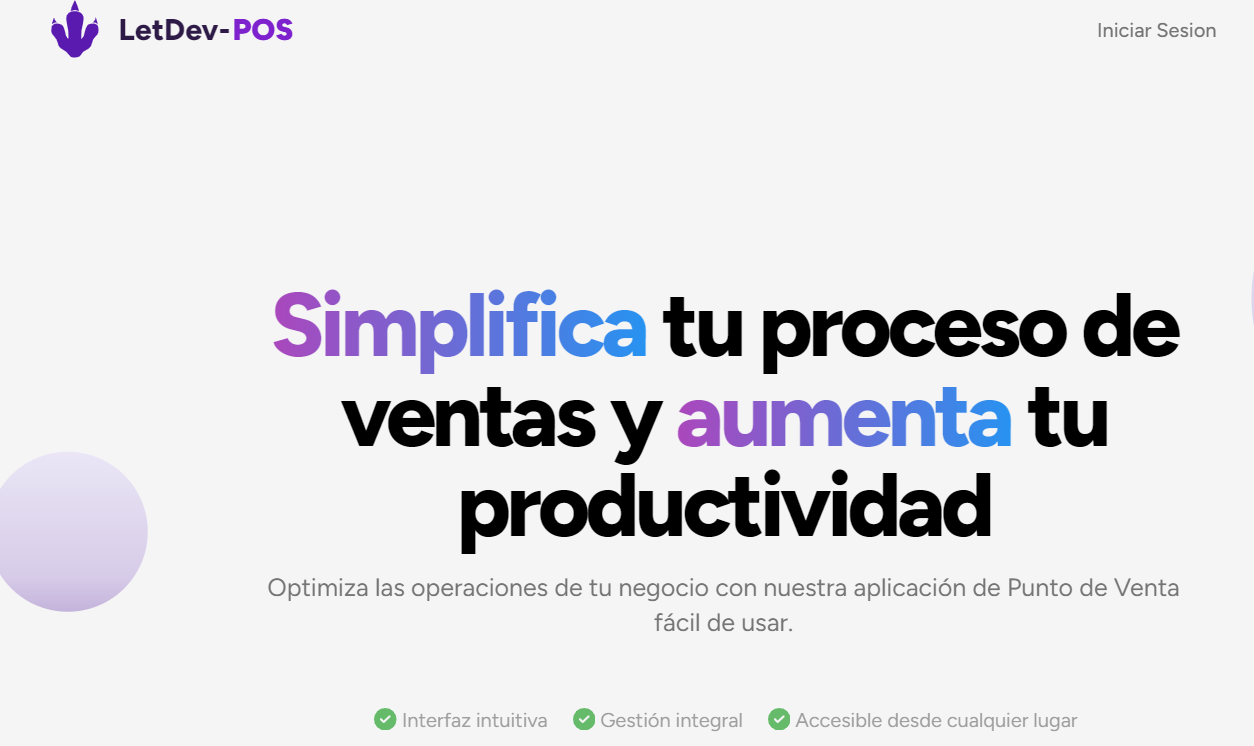 LetDev-POS
Iniciar Sesion
Simplifica tu proceso de
ventas y aumenta tu
productividad
Optimiza las operaciones de tu negocio con nuestra aplicación de Punto de Venta
fácil de usar.
Interfaz intuitiva
Gestión integral
Accesible desde cualquier lugar